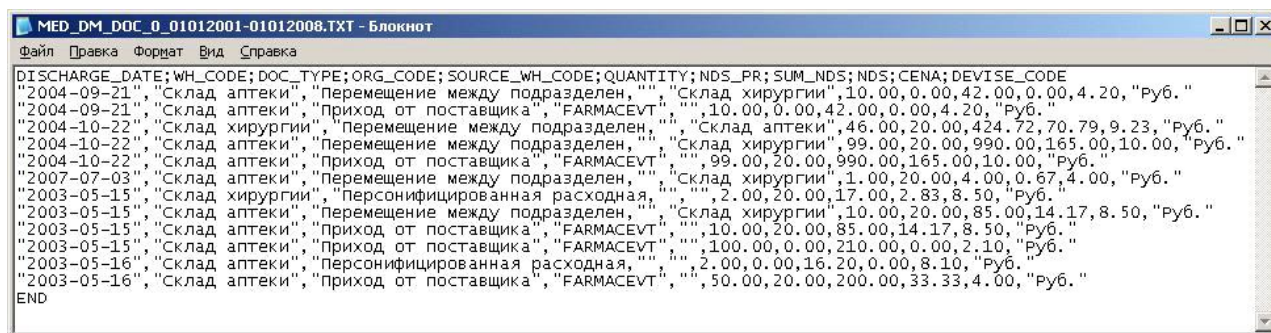 MED_DM_DOC_0_01012001-01012008.TXT - Блокнот
Файл Правка Формат Вид Справка
DISCHARGE_DATE;WH_CODE;DOC_TYPE;ORG_CODE;SOURCE_WH_CODE;QUANTITY;NDS_PR;SUM_NDS;NDS;CENA;DEVISE_CODE
"2004-09-21","Склад аптеки","Перемещение между подразделен,"","Склад хирургии",10.00,0.00,42.00,0.00,4.20,"Руб."
"2004-09-21","Склад аптеки","Приход от поставщика","FARMACEVT","",10.00,0.00,42.00,0.00,4.20,"Руб."
"2004-10-22","Склад хирургии","Перемещение между подразделен,"","Склад аптеки",46.00,20.00,424.72,70.79,9.23,"Руб."
"2004-10-22","Склад аптеки","Перемещение между подразделен,"","Склад хирургии",99.00,20.00,990.00,165.00,10.00,"Руб."
"2004-10-22","Склад аптеки","Приход от поставщика","FARMACEVT","",99.00,20.00,990.00,165.00,10.00,"Руб."
"2007-07-03","Склад аптеки","Перемещение между подразделен,"","Склад хирургии",1.00,20.00,4.00,0.67,4.00,"Руб."
"2003-05-15","Склад хирургии","Персонифицированная расходная,"","",2.00,20.00,17.00,2.83,8.50,"Руб."
"2003-05-15","Склад аптеки","Перемещение между подразделен,"","Склад хирургии",10.00,20.00,85.00,14.17,8.50,"Руб."
"2003-05-15","Склад аптеки","Приход от поставщика","FARMACEVT","",10.00,20.00,85.00,14.17,8.50,"Руб."
"2003-05-15","Склад аптеки","Приход от поставщика","FARMACEVT","",100.00,0.00,210.00,0.00,2.10,"Руб."
"2003-05-16","Склад аптеки","Персонифицированная расходная,"","",2.00,0.00,16.20,0.00,8.10,"Руб."
"2003-05-16","Склад аптеки","Приход от поставщика","FARMACEVT","",50.00,20.00,200.00,33.33,4.00,"Руб."
END